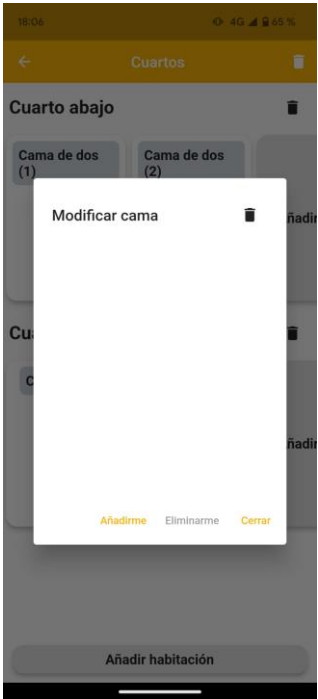 18:06 4G 65 %
Cuartos
Cuarto abajo
Cama de dos
(1)
Cama de dos
(2)
Modificar cama
ñadir
Cua
C
ñadir
Añadirme Eliminarme Cerrar
Añadir habitación